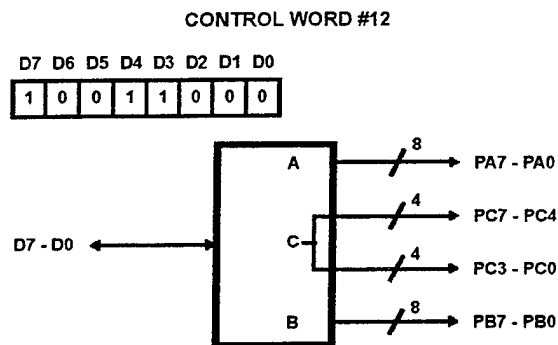 CONTROL WORD #12
D7 D6 D5 D4 D3 D2 D1 D0
1 0 0 1 1 0 0 0
A 8 PA7 - PA0
4 PC7 - PC4
D7 - D0 C
4 PC3 - PC0
B 8 PB7 - PB0